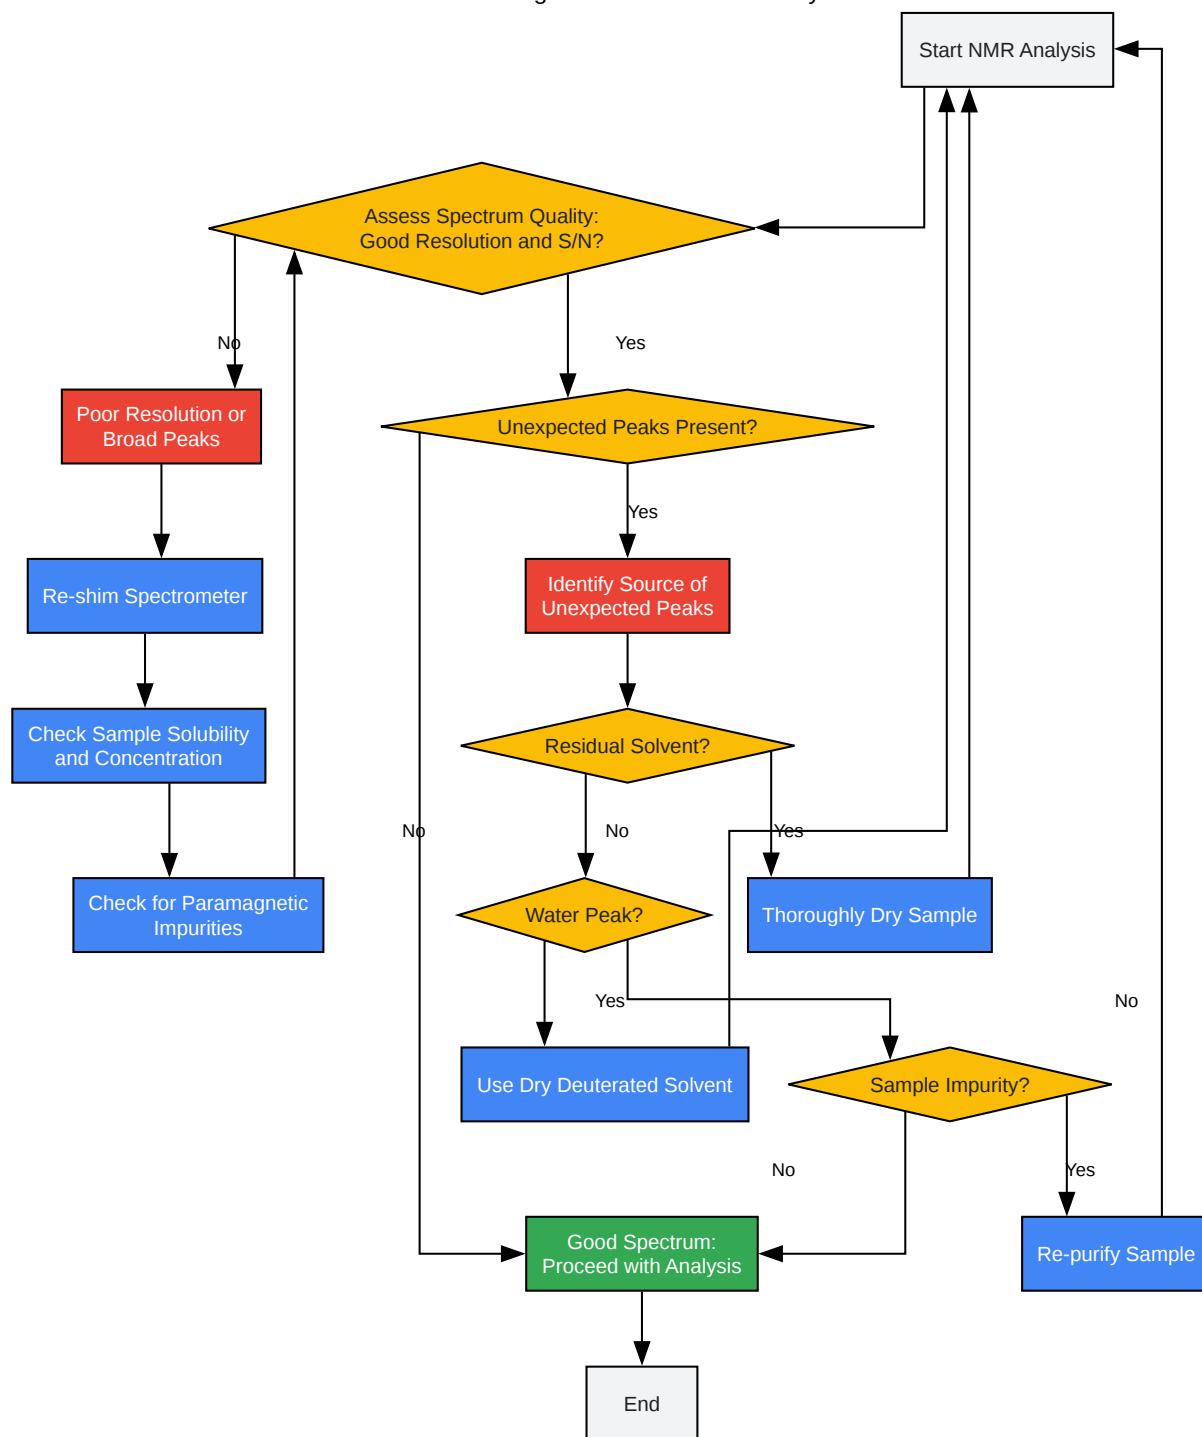 Start NMR Analysis
Assess Spectrum Quality:
Good Resolution and S/N?
No
Yes
Poor Resolution or
Broad Peaks
Unexpected Peaks Present?
Yes
Re-shim Spectrometer
Identify Source of
Unexpected Peaks
Check Sample Solubility
and Concentration
Residual Solvent?
No
No
Yes
Check for Paramagnetic
Impurities
Water Peak?
Thoroughly Dry Sample
Yes
No
Use Dry Deuterated Solvent
Sample Impurity?
No
Yes
Good Spectrum:
Proceed with Analysis
Re-purify Sample
End